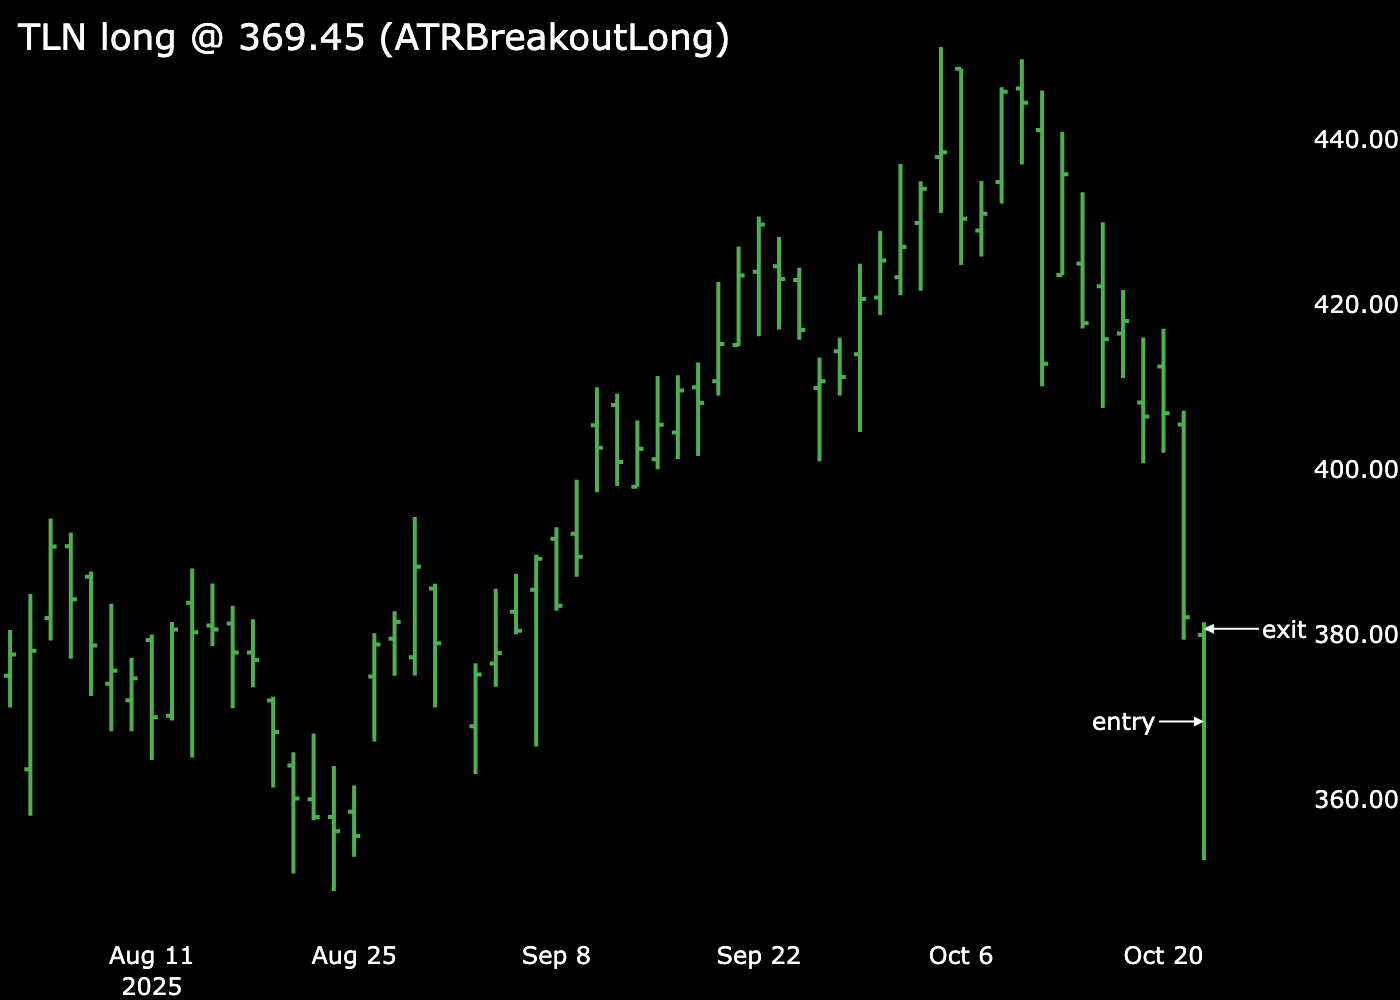 TLN long @ 369.45 (ATRBreakoutLong)
440.00
420.00
400.00
exit 380.00
entry
360.00
Aug 11 Aug 25 Sep 8 Sep 22 Oct 6 Oct 20
2025